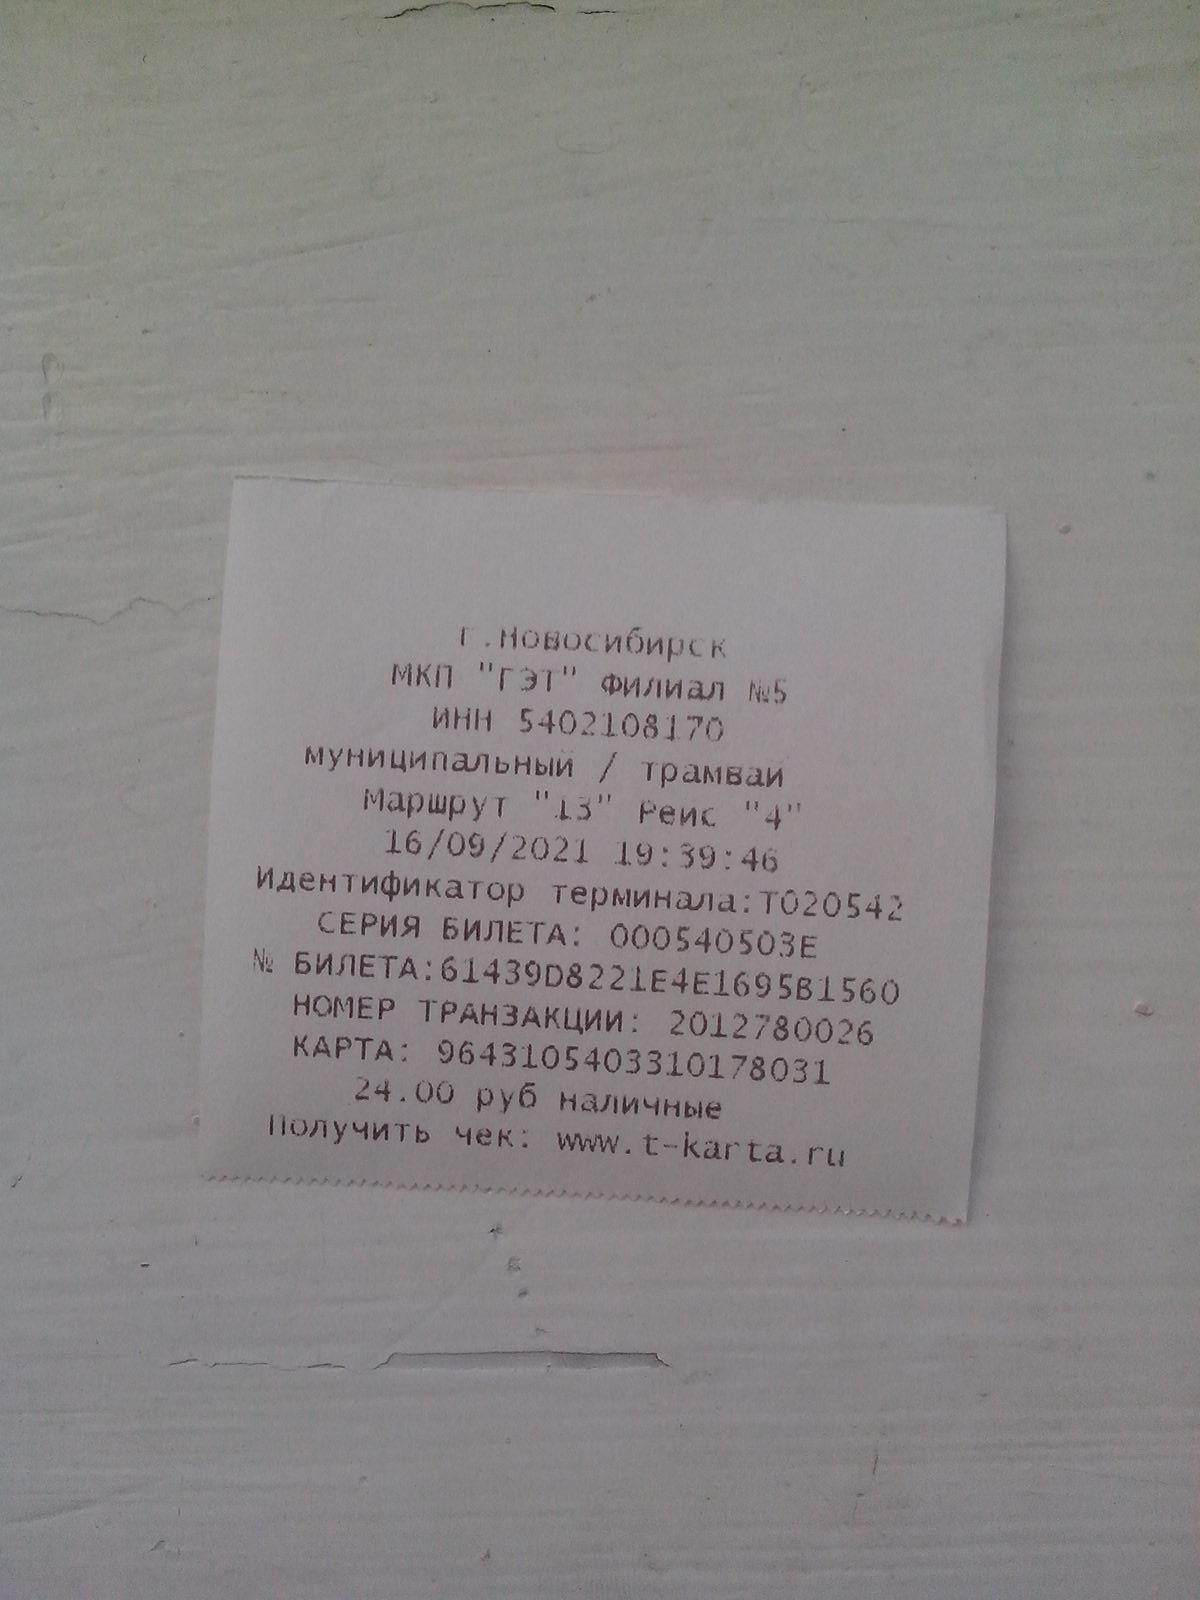 г.Новосибирск
МКП "ГЭТ" Филиал №5
ИНН 5402108170
муниципальный / трамвай
Маршрут "13" Рейс "4"
16/09/2021 19:39:46
Идентификатор терминала:T020542
СЕРИЯ БИЛЕТА: 000540503E
№ БИЛЕТА:61439D8221E4E1695B1560
НОМЕР ТРАНЗАКЦИИ: 2012780026
КАРТА: 9643105403310178031
24.00 руб наличные
Получить чек: www.t-karta.ru